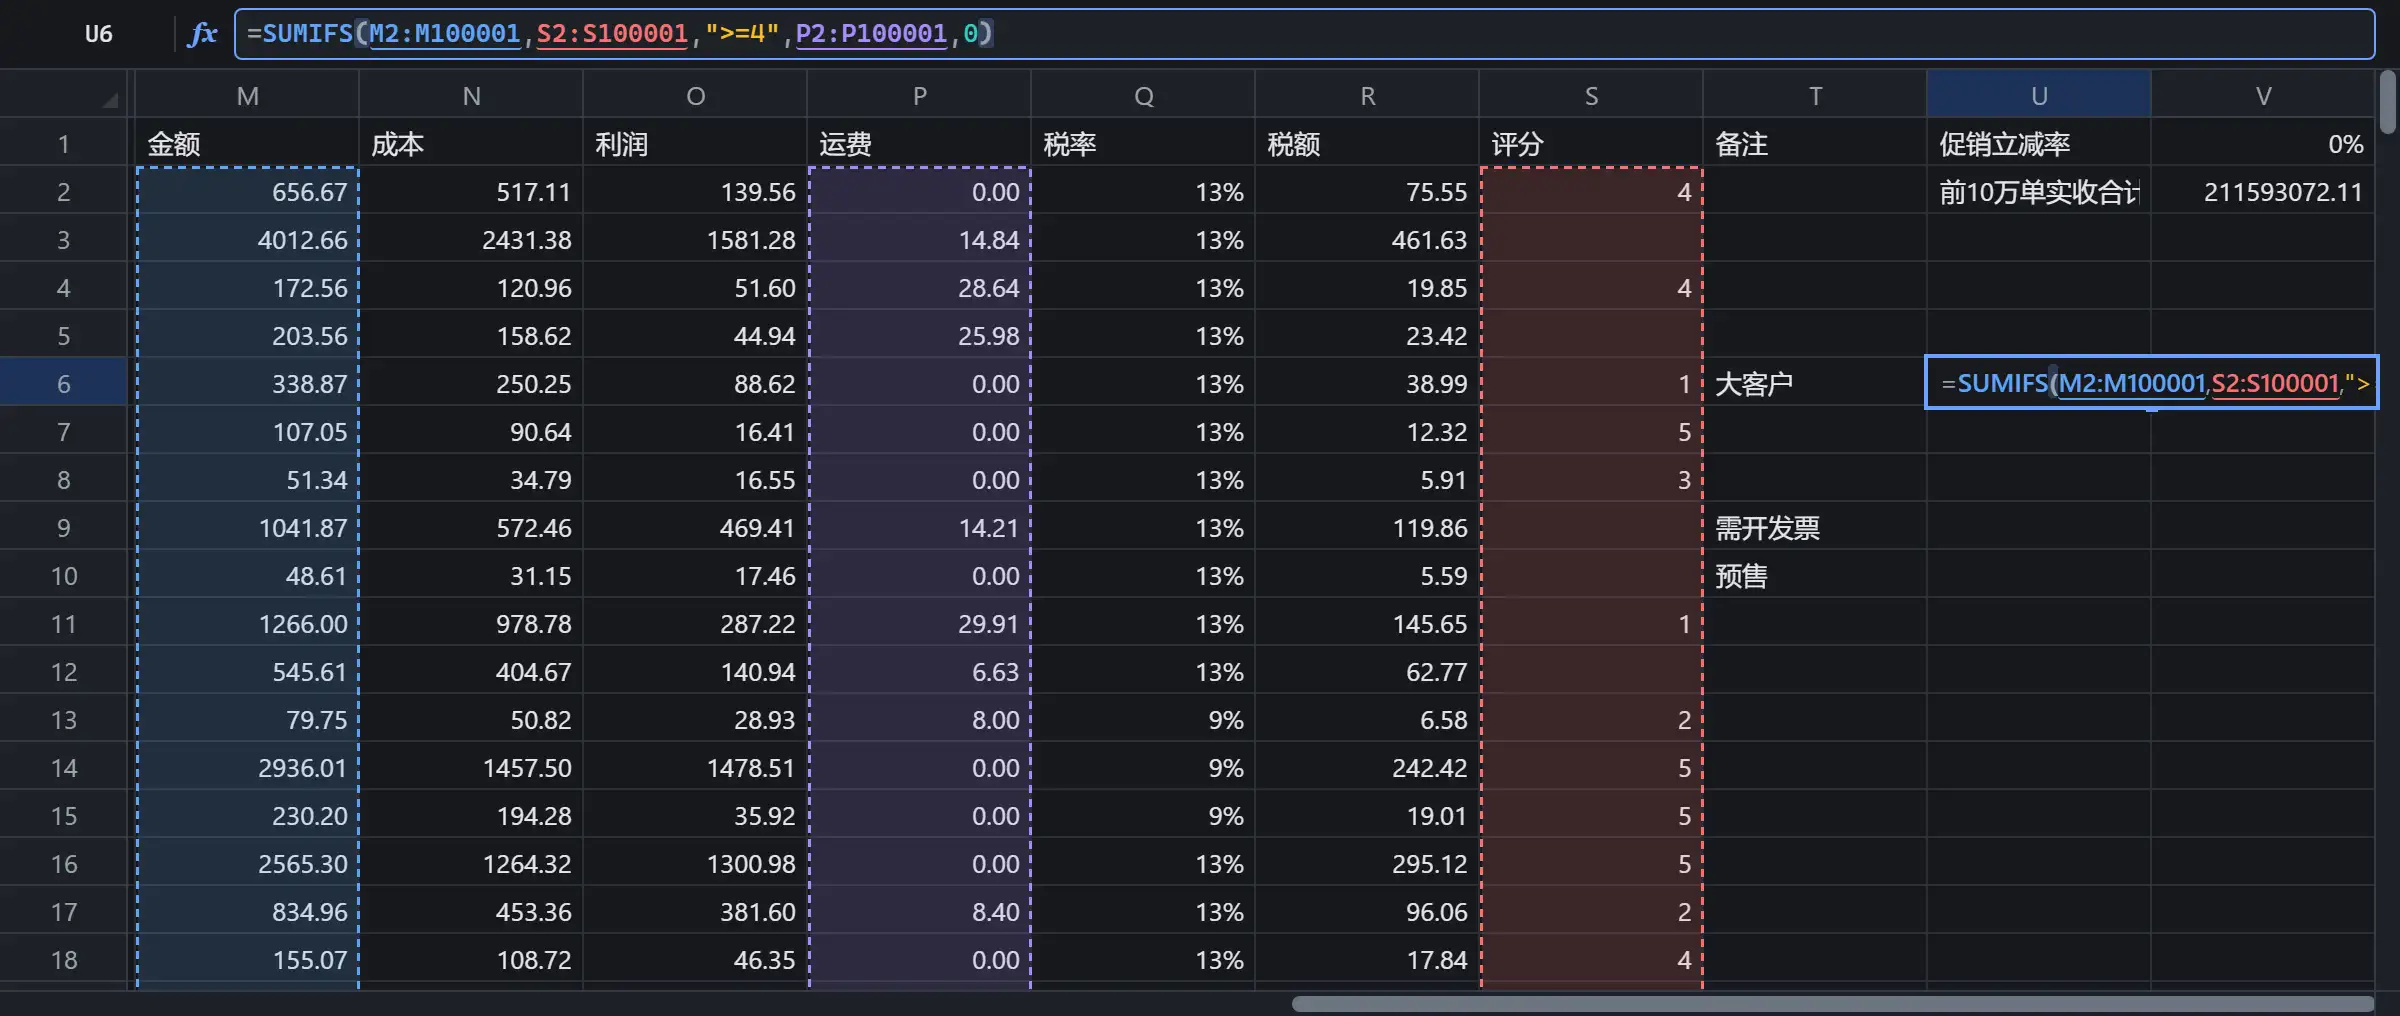 U6 fx =SUMIFS(M2:M100001,S2:S100001,">=4",P2:P100001,0)
M N O P Q R S T U V
1 金额 成本 利润 运费 税率 税额 评分 备注 促销立减率 0%
2 656.67 517.11 139.56 0.00 13% 75.55 4 前10万单实收合计 211593072.11
3 4012.66 2431.38 1581.28 14.84 13% 461.63
4 172.56 120.96 51.60 28.64 13% 19.85 4
5 203.56 158.62 44.94 25.98 13% 23.42
6 338.87 250.25 88.62 0.00 13% 38.99 1 大客户 =SUMIFS(M2:M100001,S2:S100001,">
7 107.05 90.64 16.41 0.00 13% 12.32 5
8 51.34 34.79 16.55 0.00 13% 5.91 3
9 1041.87 572.46 469.41 14.21 13% 119.86 需开发票
10 48.61 31.15 17.46 0.00 13% 5.59 预售
11 1266.00 978.78 287.22 29.91 13% 145.65 1
12 545.61 404.67 140.94 6.63 13% 62.77
13 79.75 50.82 28.93 8.00 9% 6.58 2
14 2936.01 1457.50 1478.51 0.00 9% 242.42 5
15 230.20 194.28 35.92 0.00 9% 19.01 5
16 2565.30 1264.32 1300.98 0.00 13% 295.12 5
17 834.96 453.36 381.60 8.40 13% 96.06 2
18 155.07 108.72 46.35 0.00 13% 17.84 4